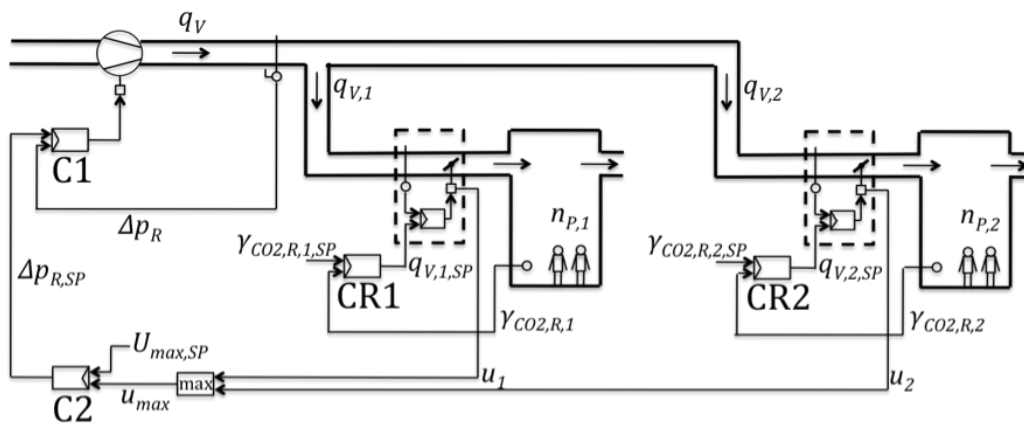 q_V
q_{V,1}
q_{V,2}
C1
Δp_R
n_{P,1}
n_{P,2}
γ_{CO2,R,1,SP}
γ_{CO2,R,2,SP}
Δp_{R,SP}
q_{V,1,SP}
q_{V,2,SP}
CR1
CR2
γ_{CO2,R,1}
γ_{CO2,R,2}
U_{max,SP}
max
u_1
u_2
u_{max}
C2